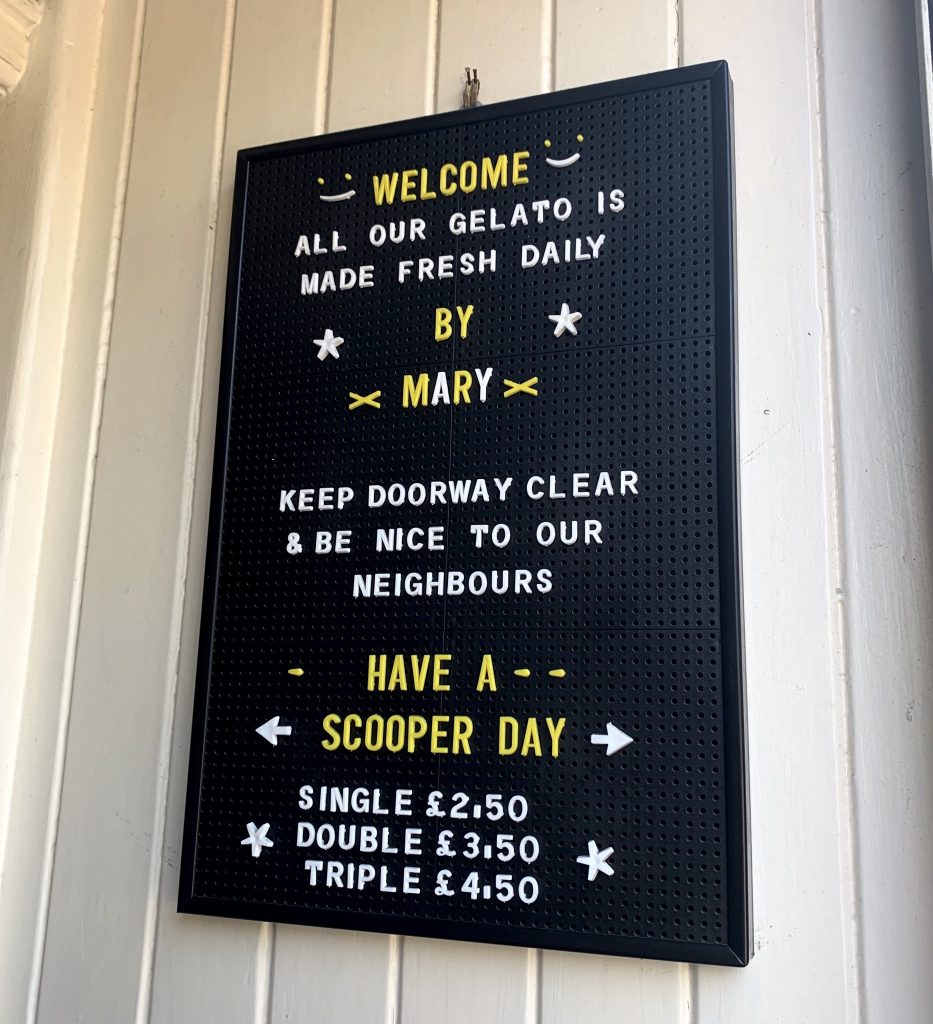 WELCOME
ALL OUR GELATO IS
MADE FRESH DAILY
BY
MARY
KEEP DOORWAY CLEAR
& BE NICE TO OUR
NEIGHBOURS
- HAVE A - -
SCOOPER DAY
SINGLE £2.50
DOUBLE £3.50
TRIPLE £4.50